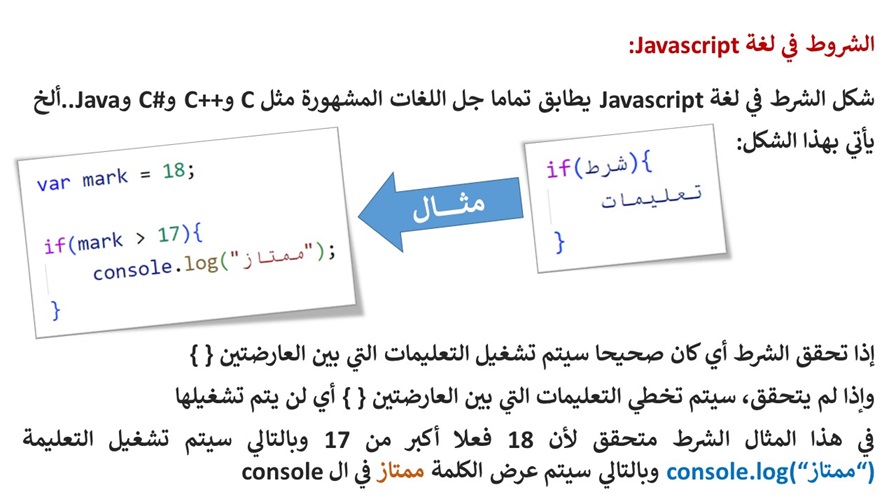 الشروط في لغة Javascript:
شكل الشرط في لغة Javascript يطابق تماما جل اللغات المشهورة مثل C و++C و#C وJava..ألخ
يأتي بهذا الشكل:
if(شرط){
تعليمات
}
مثــال
var mark = 18;
if(mark > 17){
console.log("ممتاز");
}
إذا تحقق الشرط أي كان صحيحا سيتم تشغيل التعليمات التي بين العارضتين { }
وإذا لم يتحقق، سيتم تخطي التعليمات التي بين العارضتين { } أي لن يتم تشغيلها
في هذا المثال الشرط متحقق لأن 18 فعلا أكبر من 17 وبالتالي سيتم تشغيل التعليمة
console.log(“ممتاز“) وبالتالي سيتم عرض الكلمة ممتاز في ال console